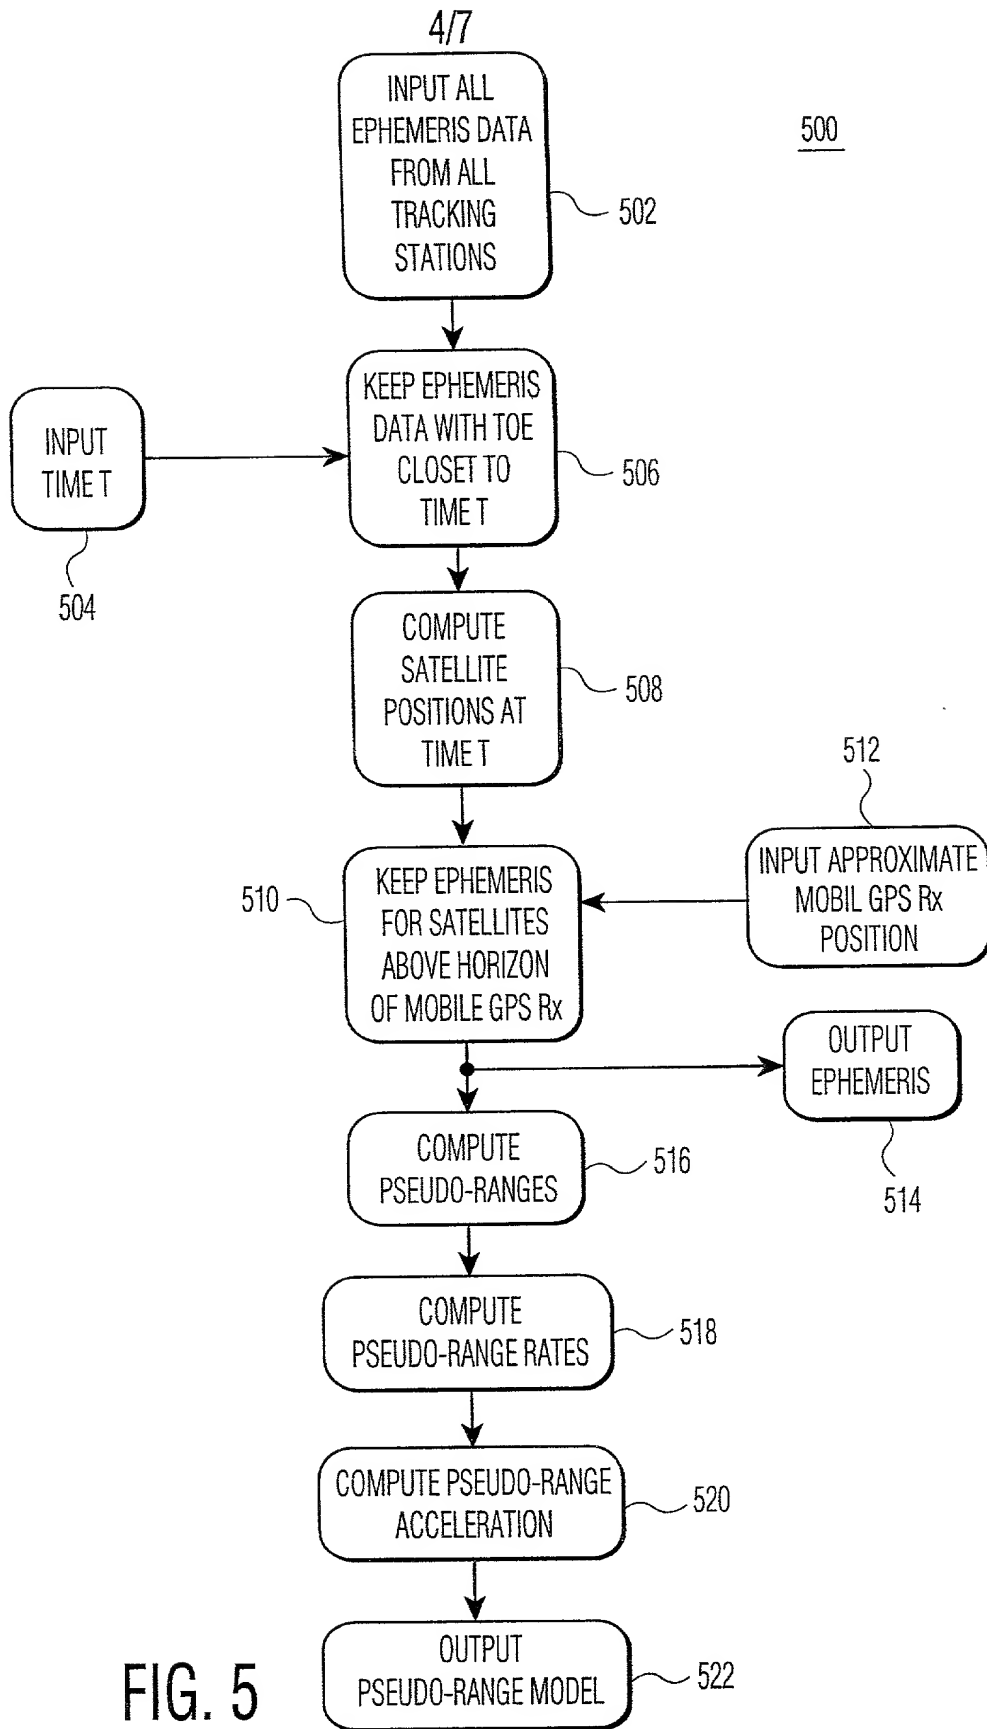 4/7
INPUT ALL
EPHEMERIS DATA
FROM ALL
TRACKING
STATIONS
500
502
KEEP EPHEMERIS
DATA WITH TOE
CLOSET TO
TIME T
506
INPUT
TIME T
504
COMPUTE
SATELLITE
POSITIONS AT
TIME T
508
512
INPUT APPROXIMATE
MOBIL GPS Rx
POSITION
510
KEEP EPHEMERIS
FOR SATELLITES
ABOVE HORIZON
OF MOBILE GPS Rx
OUTPUT
EPHEMERIS
514
COMPUTE
PSEUDO-RANGES
516
COMPUTE
PSEUDO-RANGE RATES
518
COMPUTE PSEUDO-RANGE
ACCELERATION
520
OUTPUT
PSEUDO-RANGE MODEL
522
FIG. 5